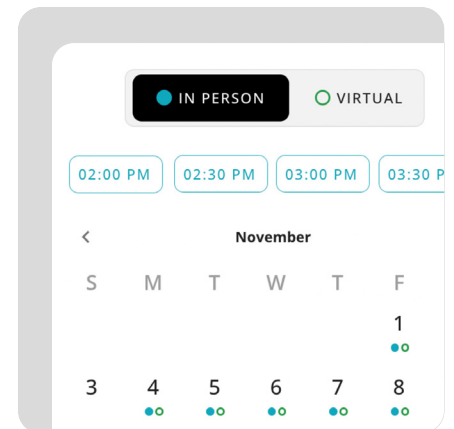 IN PERSON VIRTUAL
02:00 PM 02:30 PM 03:00 PM 03:30 P
November
S M T W T F
1
3 4 5 6 7 8